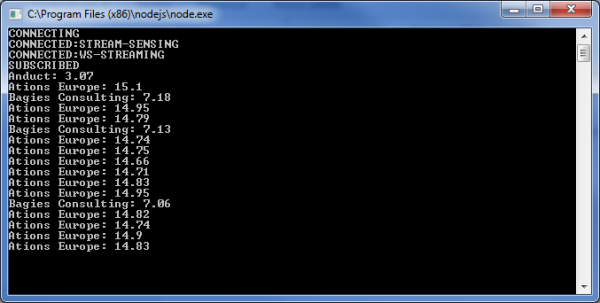 C:\Program Files (x86)\nodejs\node.exe
CONNECTING
CONNECTED:STREAM-SENSING
CONNECTED:WS-STREAMING
SUBSCRIBED
Anduct: 3.07
Ations Europe: 15.1
Bagies Consulting: 7.18
Ations Europe: 14.95
Ations Europe: 14.79
Bagies Consulting: 7.13
Ations Europe: 14.74
Ations Europe: 14.75
Ations Europe: 14.66
Ations Europe: 14.71
Ations Europe: 14.83
Ations Europe: 14.95
Bagies Consulting: 7.06
Ations Europe: 14.82
Ations Europe: 14.74
Ations Europe: 14.9
Ations Europe: 14.83